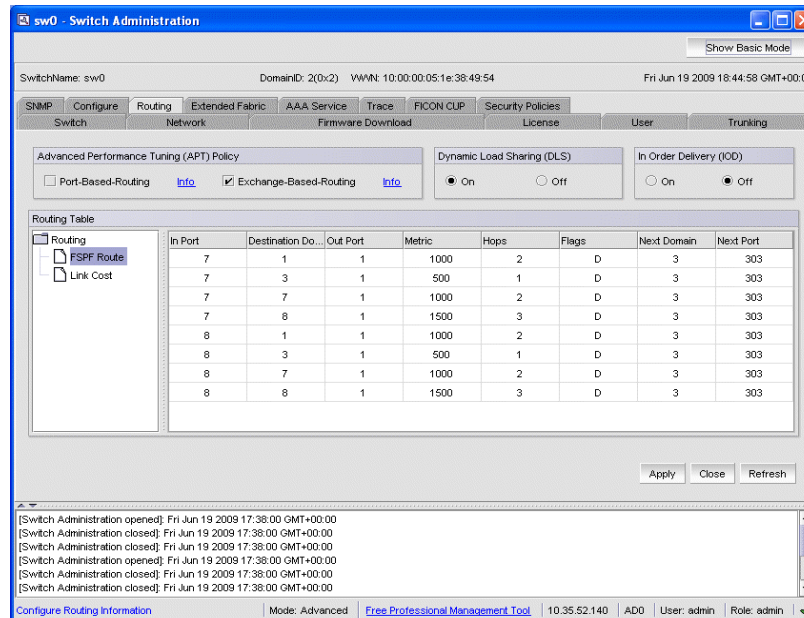 sw0 - Switch Administration
Show Basic Mode
SwitchName: sw0 DomainID: 2(0x2) WWN: 10:00:00:05:1e:38:49:54 Fri Jun 19 2009 18:44:58 GMT+00:0
SNMP Configure Routing Extended Fabric AAA Service Trace FICON CUP Security Policies
Switch Network Firmware Download License User Trunking
Advanced Performance Tuning (APT) Policy Dynamic Load Sharing (DLS) In Order Delivery (IOD)
Port-Based-Routing Info Exchange-Based-Routing Info On Off On Off
Routing Table
Routing
FSPF Route
Link Cost
In Port Destination Do... Out Port Metric Hops Flags Next Domain Next Port
7 1 1 1000 2 D 3 303
7 3 1 500 1 D 3 303
7 7 1 1000 2 D 3 303
7 8 1 1500 3 D 3 303
8 1 1 1000 2 D 3 303
8 3 1 500 1 D 3 303
8 7 1 1000 2 D 3 303
8 8 1 1500 3 D 3 303
Apply Close Refresh
[Switch Administration opened]: Fri Jun 19 2009 17:38:00 GMT+00:00
[Switch Administration closed]: Fri Jun 19 2009 17:38:00 GMT+00:00
[Switch Administration opened]: Fri Jun 19 2009 17:38:00 GMT+00:00
[Switch Administration closed]: Fri Jun 19 2009 17:38:00 GMT+00:00
[Switch Administration opened]: Fri Jun 19 2009 17:38:00 GMT+00:00
[Switch Administration closed]: Fri Jun 19 2009 17:38:00 GMT+00:00
Configure Routing Information Mode: Advanced Free Professional Management Tool 10.35.52.140 AD0 User: admin Role: admin